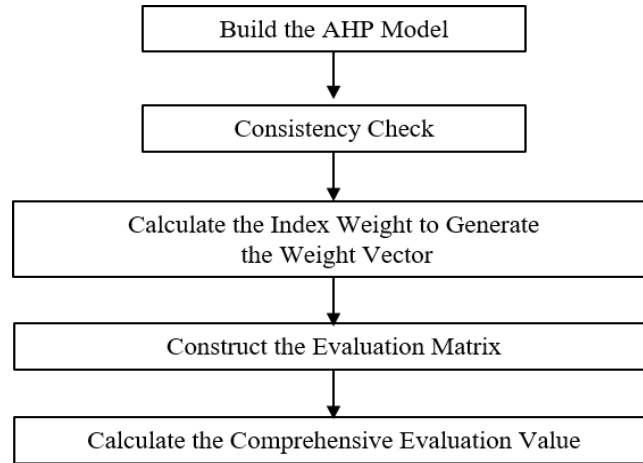 Build the AHP Model
Consistency Check
Calculate the Index Weight to Generate
the Weight Vector
Construct the Evaluation Matrix
Calculate the Comprehensive Evaluation Value